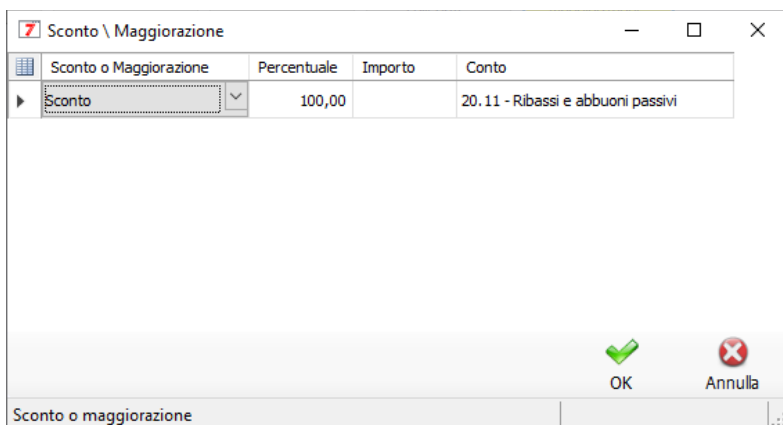 7 Sconto \ Maggiorazione
Sconto o Maggiorazione Percentuale Importo Conto
Sconto 100,00 20.11 - Ribassi e abbuoni passivi
OK Annulla
Sconto o maggiorazione